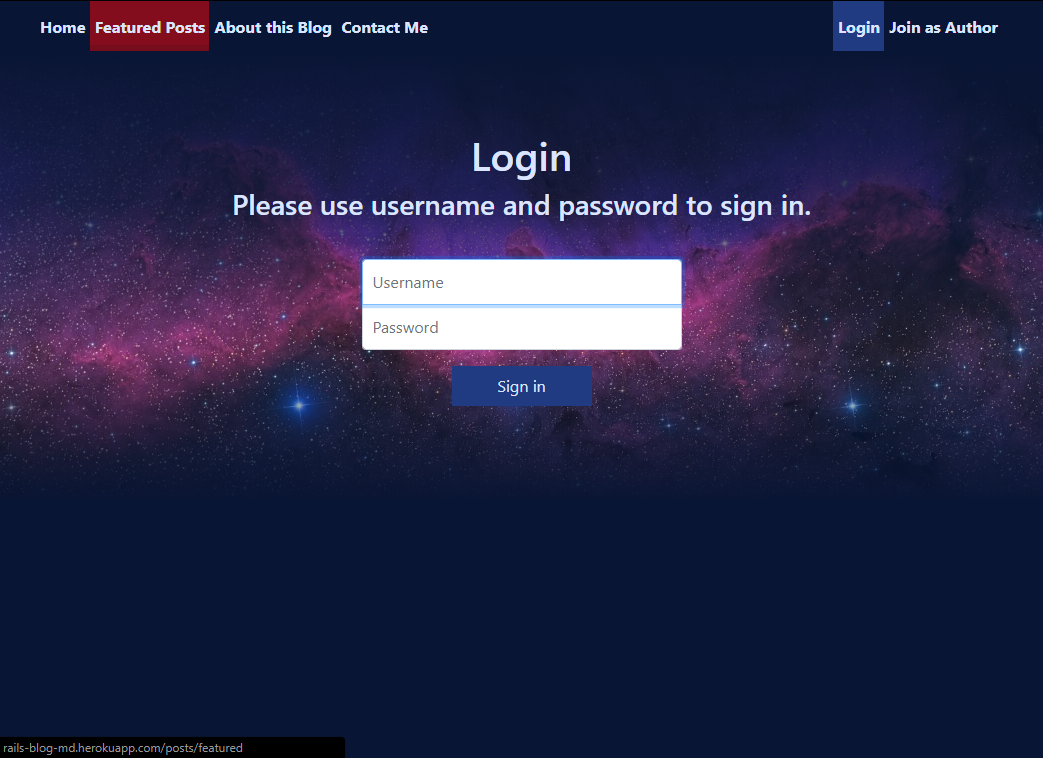 Home Featured Posts About this Blog Contact Me Login Join as Author
Login
Please use username and password to sign in.
Username
Password
Sign in
rails-blog-md.herokuapp.com/posts/featured